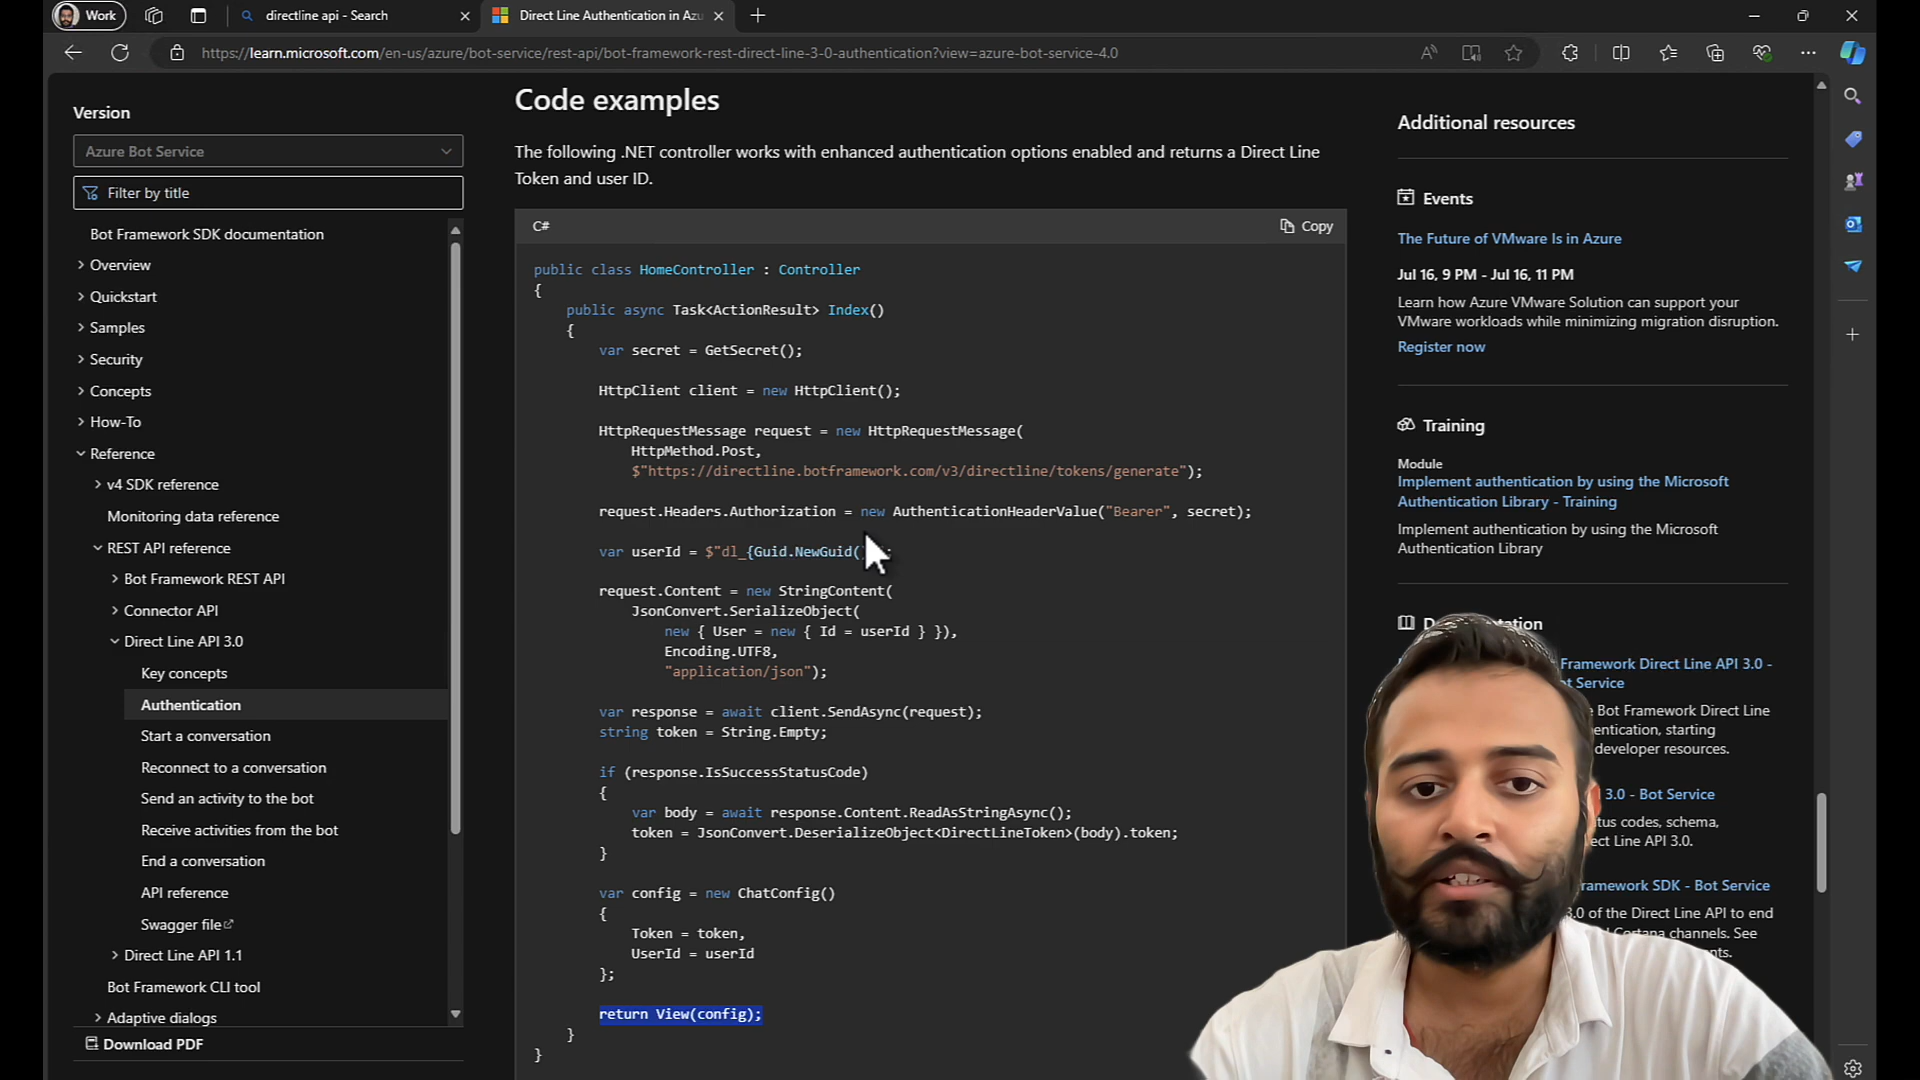 Work
directline api - Search
Direct Line Authentication in Azu
https://learn.microsoft.com/en-us/azure/bot-service/rest-api/bot-framework-rest-direct-line-3-0-authentication?view=azure-bot-service-4.0
Version
Azure Bot Service
Filter by title
Bot Framework SDK documentation
Overview
Quickstart
Samples
Security
Concepts
How-To
Reference
v4 SDK reference
Monitoring data reference
REST API reference
Bot Framework REST API
Connector API
Direct Line API 3.0
Key concepts
Authentication
Start a conversation
Reconnect to a conversation
Send an activity to the bot
Receive activities from the bot
End a conversation
API reference
Swagger file
Direct Line API 1.1
Bot Framework CLI tool
Adaptive dialogs
Download PDF
Code examples
The following .NET controller works with enhanced authentication options enabled and returns a Direct Line
Token and user ID.
C#
Copy
public class HomeController : Controller
{
public async Task<ActionResult> Index()
{
var secret = GetSecret();
HttpClient client = new HttpClient();
HttpRequestMessage request = new HttpRequestMessage(
HttpMethod.Post,
$"https://directline.botframework.com/v3/directline/tokens/generate");
request.Headers.Authorization = new AuthenticationHeaderValue("Bearer", secret);
var userId = $"dl_{Guid.NewGuid( ;
request.Content = new StringContent(
JsonConvert.SerializeObject(
new { User = new { Id = userId } }),
Encoding.UTF8,
"application/json");
var response = await client.SendAsync(request);
string token = String.Empty;
if (response.IsSuccessStatusCode)
{
var body = await response.Content.ReadAsStringAsync();
token = JsonConvert.DeserializeObject<DirectLineToken>(body).token;
}
var config = new ChatConfig()
{
Token = token,
UserId = userId
};
return View(config);
}
}
Additional resources
Events
The Future of VMware Is in Azure
Jul 16, 9 PM - Jul 16, 11 PM
Learn how Azure VMware Solution can support your
VMware workloads while minimizing migration disruption.
Register now
Training
Module
Implement authentication by using the Microsoft
Authentication Library - Training
Implement authentication by using the Microsoft
Authentication Library
Framework Direct Line API 3.0 -
Service
Bot Framework Direct Line
starting
developer resources.
3.0 - Bot Service
codes, schema,
Line API 3.0.
SDK - Bot Service
of the Direct Line API to end
Cortana channels. See